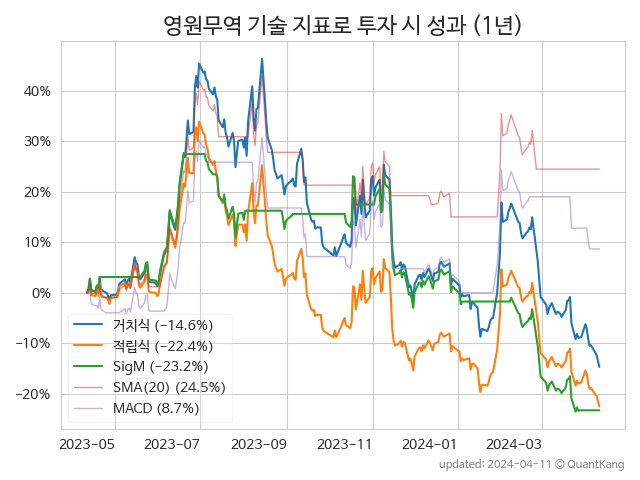 영원무역 기술 지표로 투자 시 성과 (1년)
40%
30%
20%
10%
0%
−10%
−20%
거치식 (−14.6%)
적립식 (−22.4%)
SigM (−23.2%)
SMA(20) (24.5%)
MACD (8.7%)
2023-05 2023-07 2023-09 2023-11 2024-01 2024-03
updated: 2024-04-11 © QuantKang